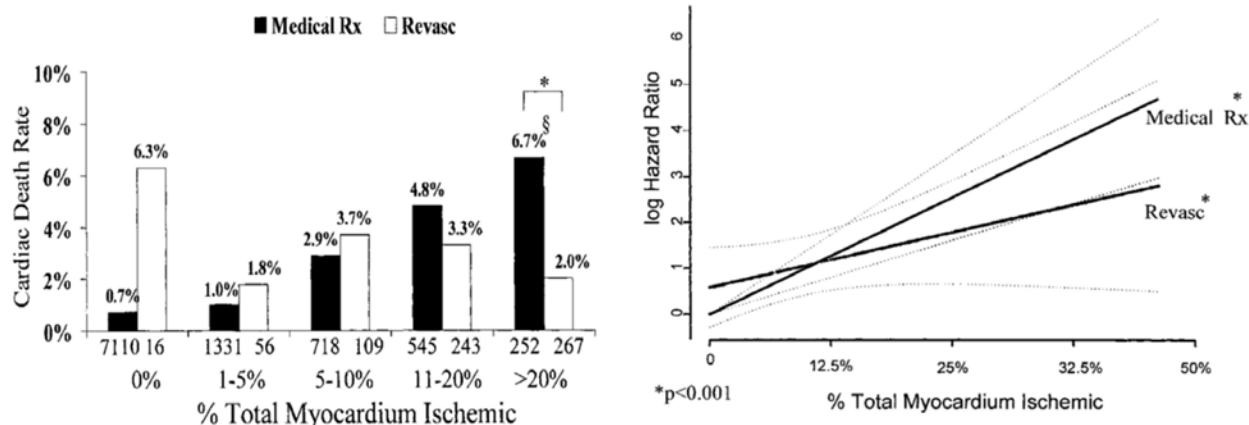 Medical Rx Revasc
Cardiac Death Rate
10%
8%
6%
4%
2%
0%
0.7%
6.3%
1.0%
1.8%
2.9%
3.7%
4.8%
3.3%
*
§
6.7%
2.0%
7110 16 1331 56 718 109 545 243 252 267
0% 1-5% 5-10% 11-20% >20%
% Total Myocardium Ischemic
log Hazard Ratio
6
5
4
3
2
1
0
Medical Rx*
Revasc*
0 12.5% 25% 32.5% 50%
*p<0.001
% Total Myocardium Ischemic